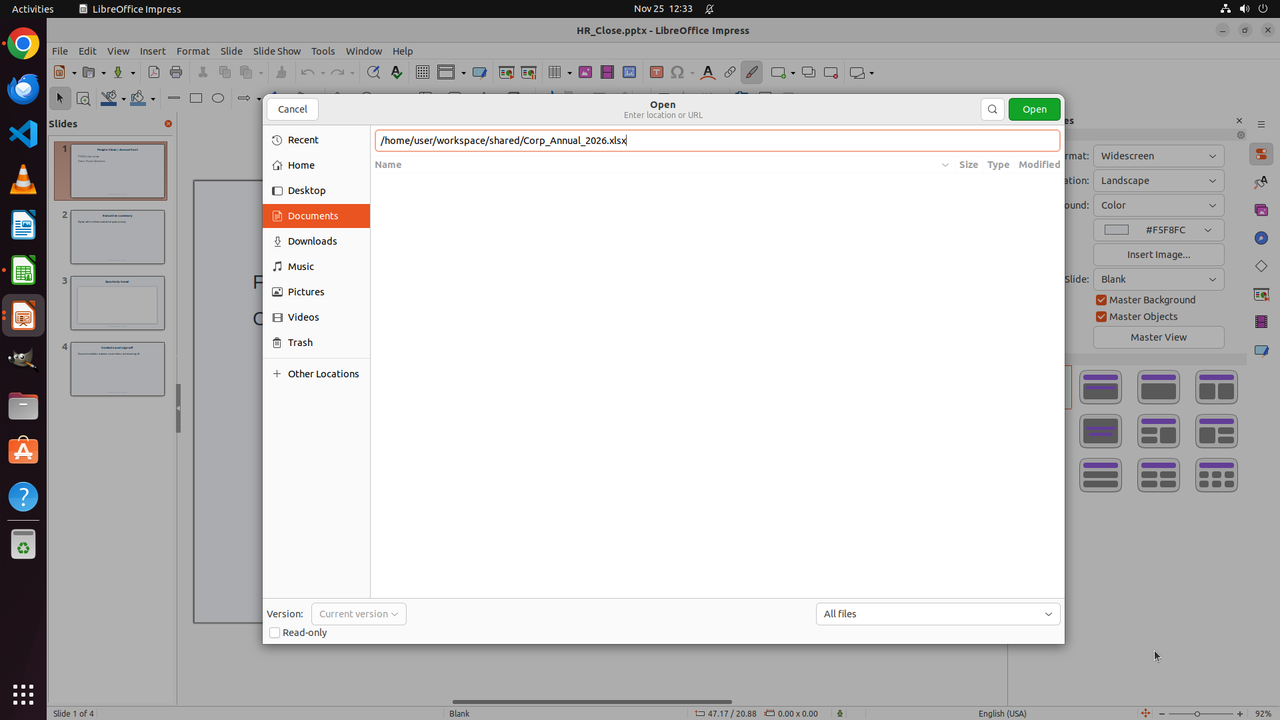 Activities
LibreOffice Impress
Nov 25 12:33
HR_Close.pptx - LibreOffice Impress
File Edit View Insert Format Slide Slide Show Tools Window Help
Slides
Cancel
Open
Enter location or URL
Open
Recent
/home/user/workspace/shared/Corp_Annual_2026.xlsx
Name
Size
Type
Modified
Home
Desktop
Documents
Downloads
Music
Pictures
Videos
Trash
Other Locations
Version:
Current version
All files
Read-only
1
2
3
4
Widescreen
Landscape
Color
#F5F8FC
Insert Image...
Slide:
Blank
Master Background
Master Objects
Master View
Slide 1 of 4
Blank
47.17 / 20.88
0.00 x 0.00
English (USA)
92%